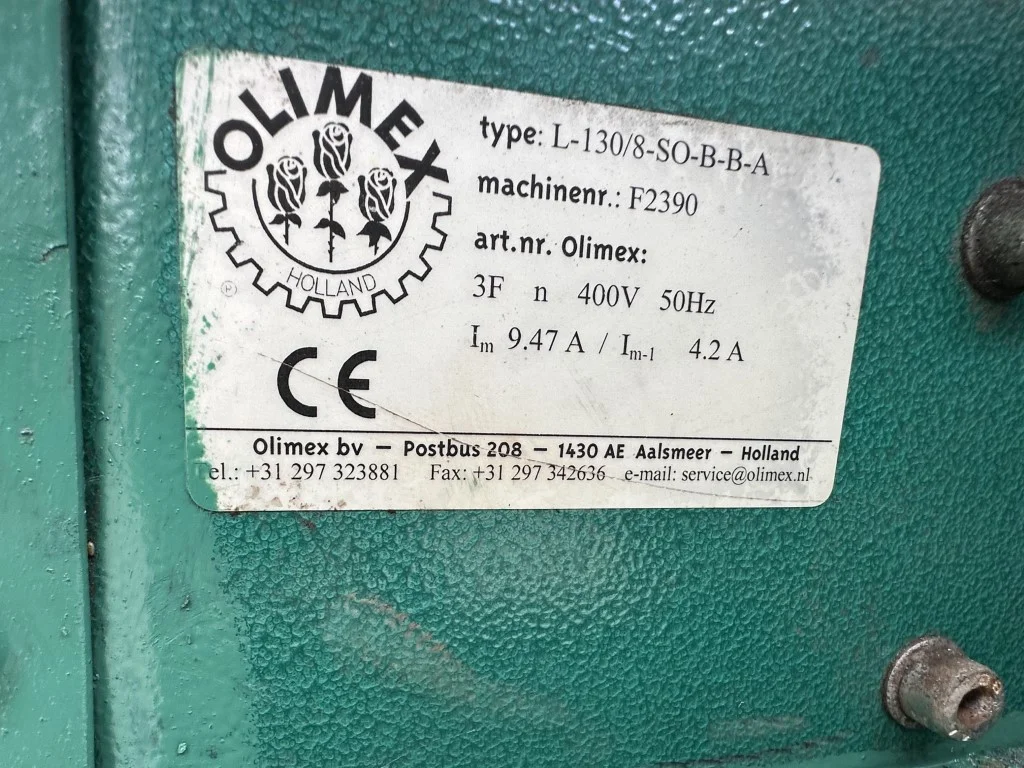 OLIMEX
HOLLAND
®
type: L-130/8-SO-B-B-A
machinenr.: F2390
art.nr. Olimex:
3F n 400V 50Hz
Im 9.47 A / Im-1 4.2 A
CE
Olimex bv – Postbus 208 – 1430 AE Aalsmeer – Holland
el.: +31 297 323881 Fax: +31 297 342636 e-mail: service@olimex.nl